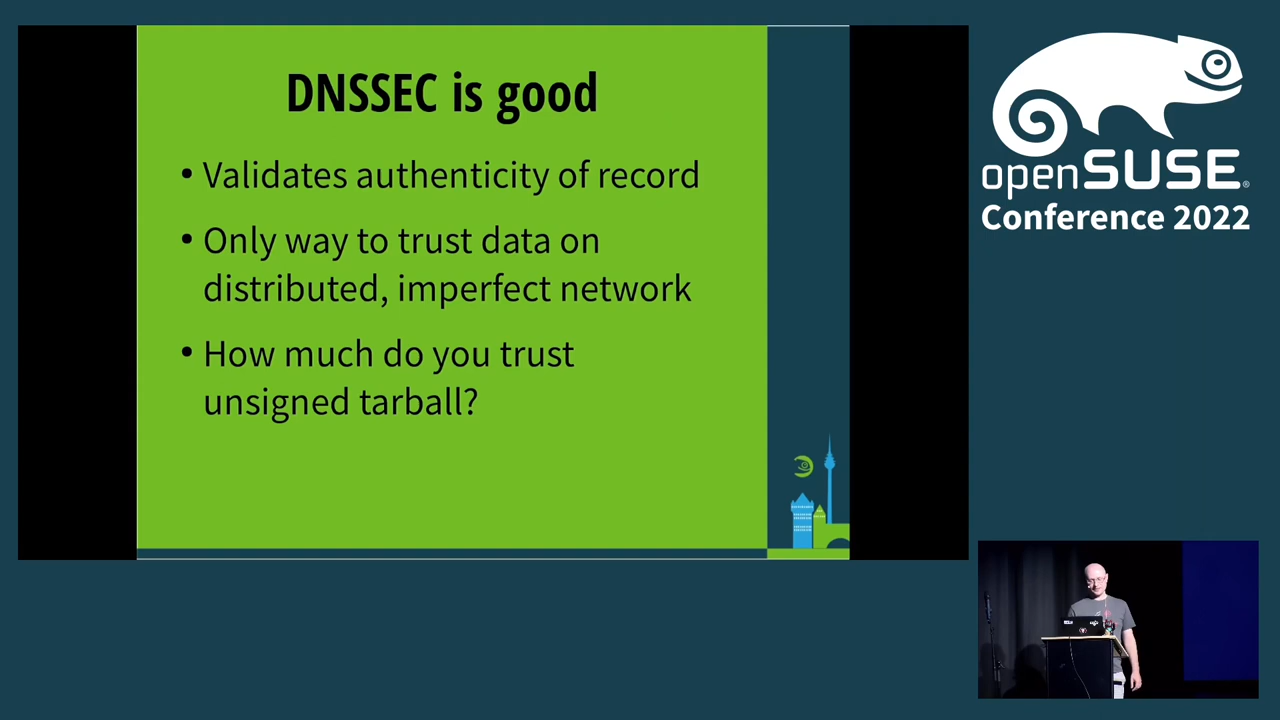 DNSSEC is good
• Validates authenticity of record
• Only way to trust data on
distributed, imperfect network
• How much do you trust
unsigned tarball?
openSUSE®
Conference 2022